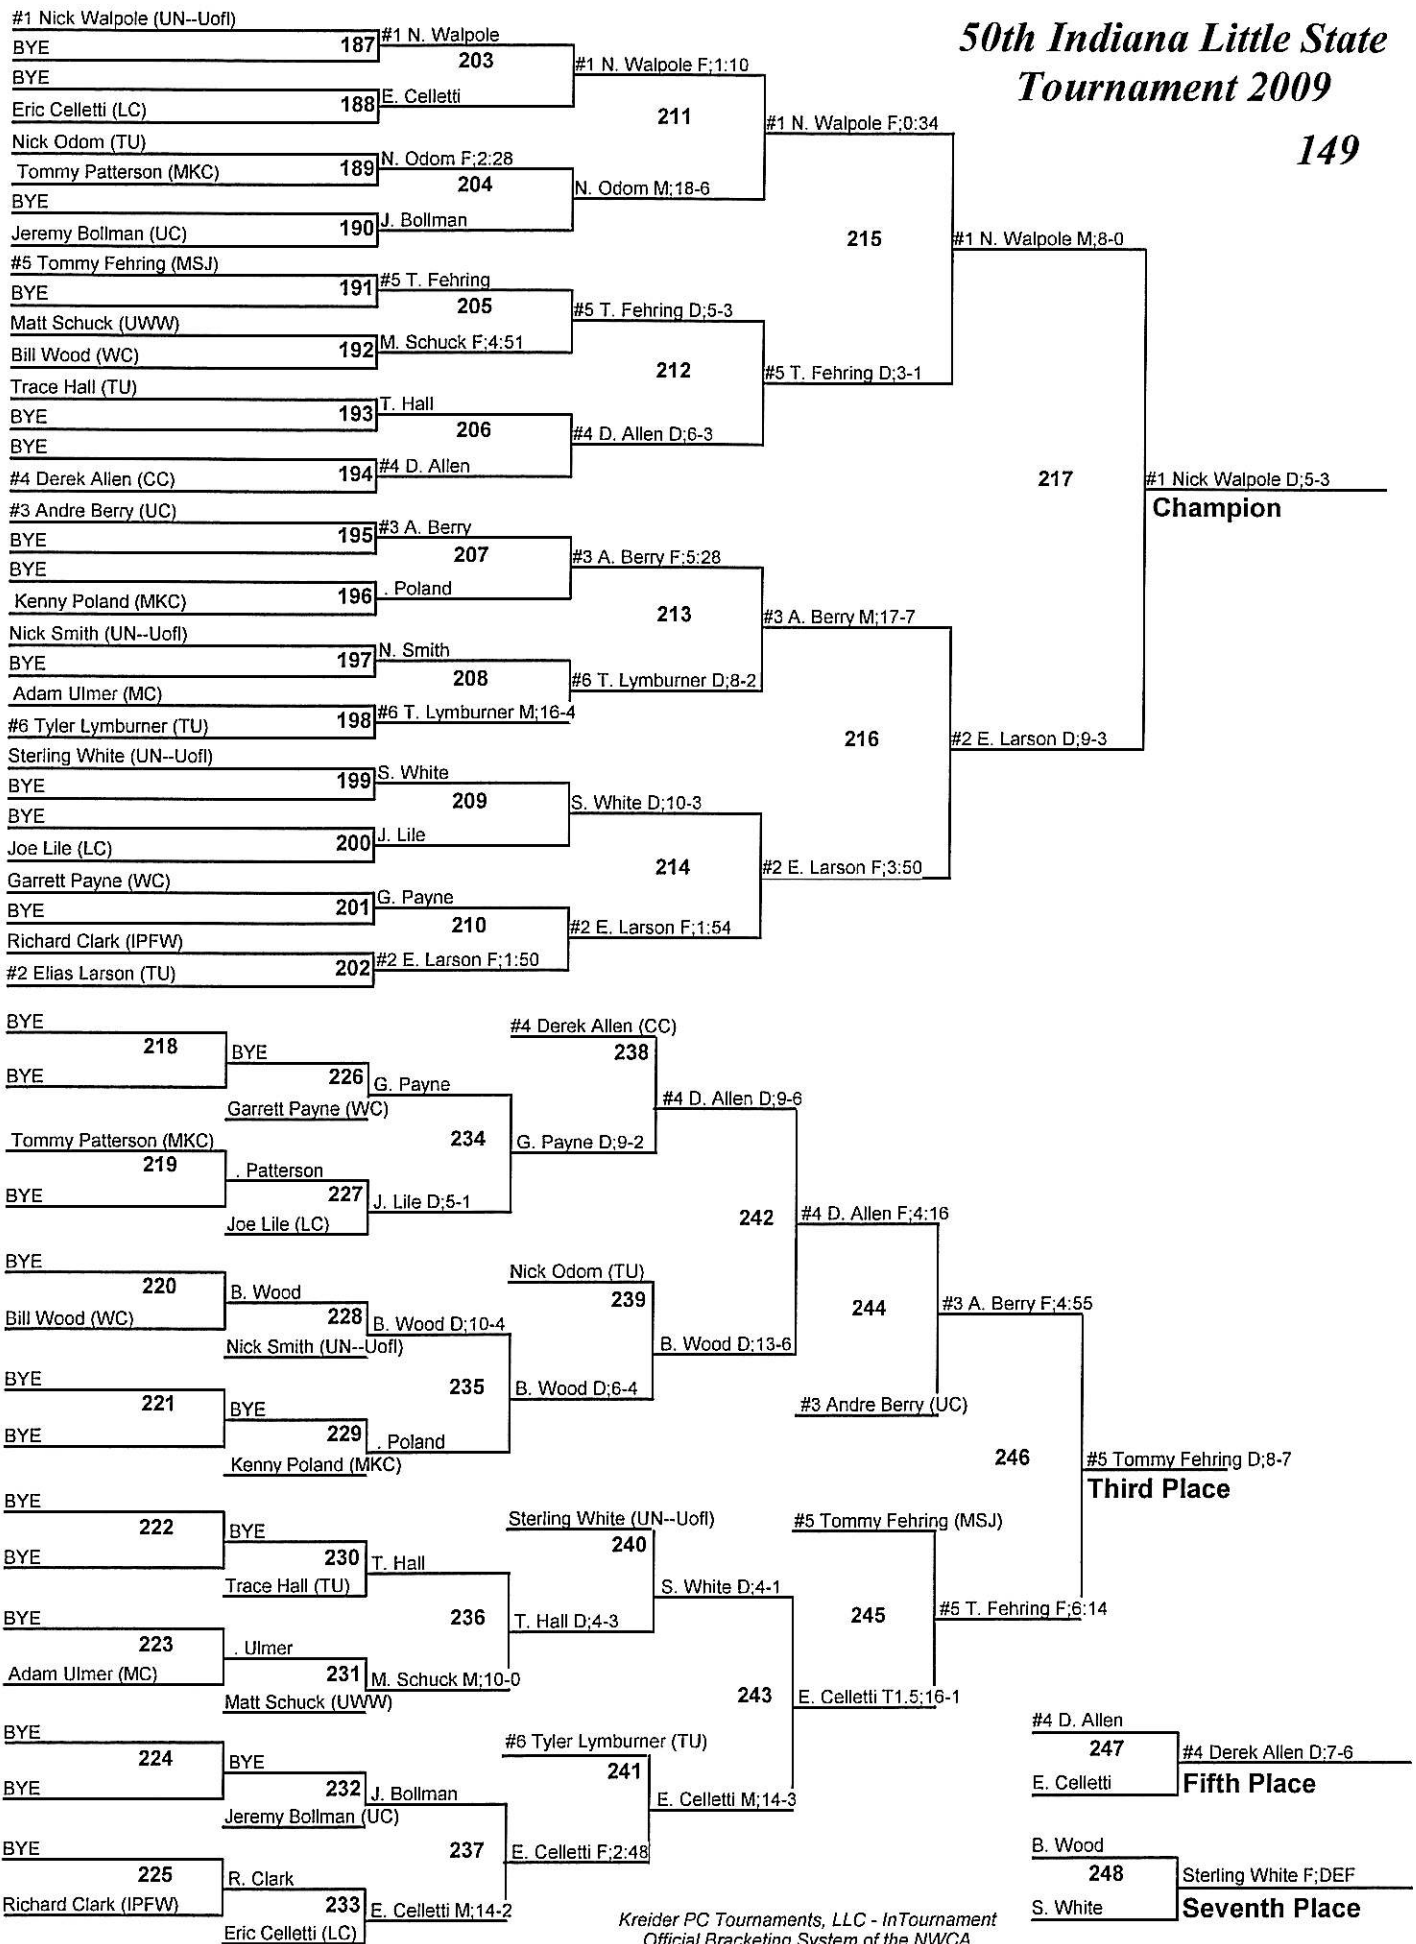 50th Indiana Little State
Tournament 2009
149
#1 Nick Walpole (UN--UofI)
BYE
187
BYE
Eric Celletti (LC)
188
Nick Odom (TU)
Tommy Patterson (MKC)
189
BYE
Jeremy Bollman (UC)
190
#5 Tommy Fehring (MSJ)
BYE
191
Matt Schuck (UWW)
Bill Wood (WC)
192
Trace Hall (TU)
BYE
193
BYE
#4 Derek Allen (CC)
194
#3 Andre Berry (UC)
BYE
195
BYE
Kenny Poland (MKC)
196
Nick Smith (UN--UofI)
BYE
197
Adam Ulmer (MC)
#6 Tyler Lymburner (TU)
198
Sterling White (UN--UofI)
BYE
199
BYE
Joe Lile (LC)
200
Garrett Payne (WC)
BYE
201
Richard Clark (IPFW)
#2 Elias Larson (TU)
202
#1 N. Walpole
203
E. Celletti
N. Odom F;2:28
204
J. Bollman
#5 T. Fehring
205
M. Schuck F;4:51
T. Hall
206
#4 D. Allen
#3 A. Berry
207
. Poland
N. Smith
208
#6 T. Lymburner M;16-4
S. White
209
J. Lile
G. Payne
210
#2 E. Larson F;1:50
#1 N. Walpole F;1:10
211
N. Odom M;18-6
#5 T. Fehring D;5-3
212
#4 D. Allen D;6-3
#3 A. Berry F;5:28
213
#6 T. Lymburner D;8-2
S. White D;10-3
214
#2 E. Larson F;1:54
#1 N. Walpole F;0:34
215
#5 T. Fehring D;3-1
#3 A. Berry M;17-7
216
#2 E. Larson F;3:50
#1 N. Walpole M;8-0
217
#2 E. Larson D;9-3
#1 Nick Walpole D;5-3
Champion
BYE
218
BYE
Tommy Patterson (MKC)
219
BYE
BYE
220
Bill Wood (WC)
BYE
221
BYE
BYE
222
BYE
BYE
223
Adam Ulmer (MC)
BYE
224
BYE
BYE
225
Richard Clark (IPFW)
BYE
226
Garrett Payne (WC)
. Patterson
227
Joe Lile (LC)
B. Wood
228
Nick Smith (UN--UofI)
BYE
229
Kenny Poland (MKC)
BYE
230
Trace Hall (TU)
. Ulmer
231
Matt Schuck (UWW)
BYE
232
Jeremy Bollman (UC)
R. Clark
233
Eric Celletti (LC)
G. Payne
234
J. Lile D;5-1
B. Wood D;10-4
235
. Poland
T. Hall
236
M. Schuck M;10-0
J. Bollman
237
E. Celletti M;14-2
#4 Derek Allen (CC)
238
G. Payne D;9-2
Nick Odom (TU)
239
B. Wood D;6-4
Sterling White (UN--UofI)
240
T. Hall D;4-3
#6 Tyler Lymburner (TU)
241
E. Celletti F;2:48
#4 D. Allen D;9-6
242
B. Wood D;13-6
S. White D;4-1
243
E. Celletti M;14-3
#4 D. Allen F;4:16
244
#3 Andre Berry (UC)
#5 Tommy Fehring (MSJ)
245
E. Celletti T1.5;16-1
#3 A. Berry F;4:55
246
#5 T. Fehring F;6:14
#5 Tommy Fehring D;8-7
Third Place
#4 D. Allen
247
E. Celletti
#4 Derek Allen D;7-6
Fifth Place
B. Wood
248
S. White
Sterling White F;DEF
Seventh Place
Kreider PC Tournaments, LLC - InTournament
Official Bracketing System of the NWCA